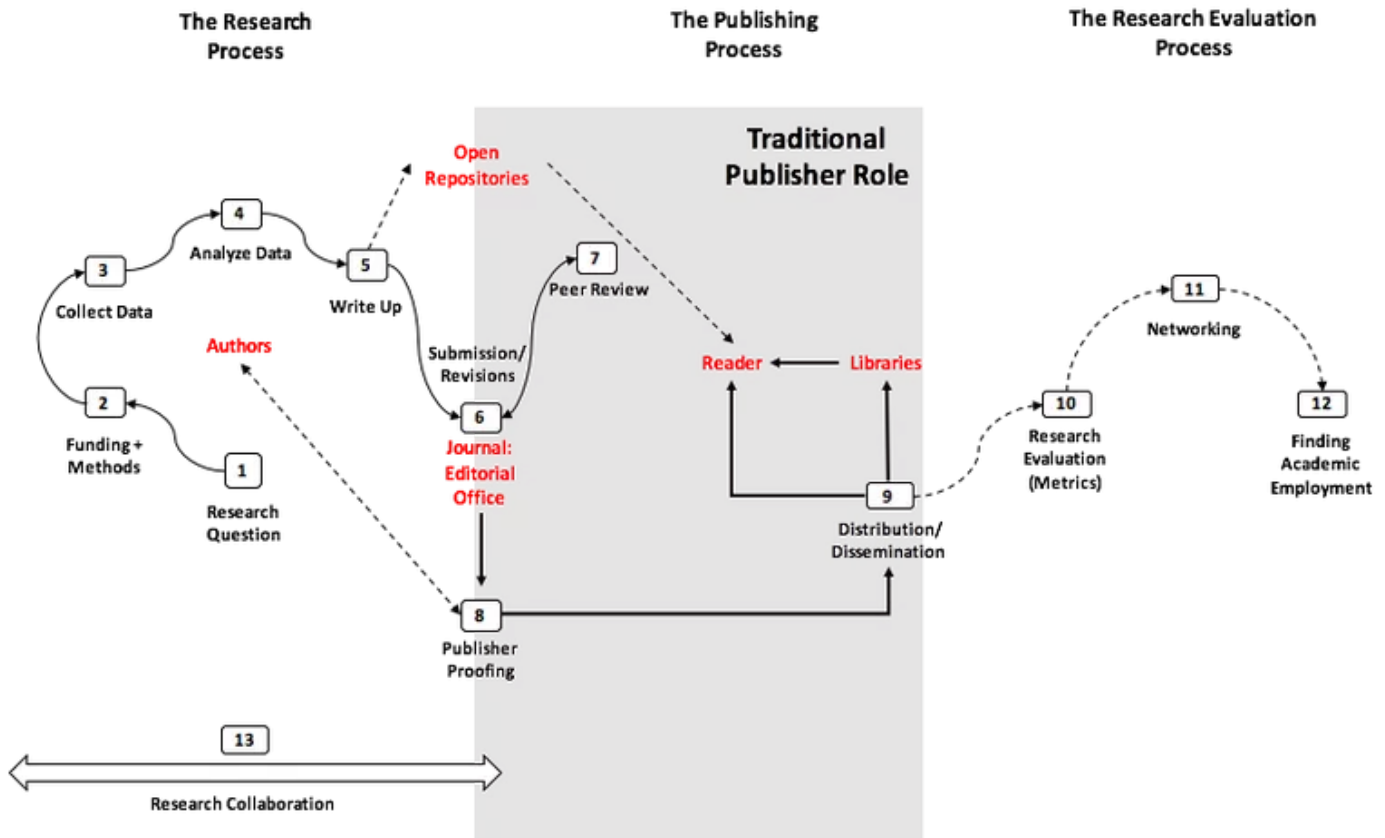 The Research
Process
The Publishing
Process
The Research Evaluation
Process
Traditional
Publisher Role
Open
Repositories
4
Analyze Data
3
Collect Data
5
Write Up
7
Peer Review
Authors
Submission/
Revisions
Reader
Libraries
2
Funding +
Methods
1
Research
Question
6
Journal:
Editorial
Office
8
Publisher
Proofing
9
Distribution/
Dissemination
10
Research
Evaluation
(Metrics)
11
Networking
12
Finding
Academic
Employment
13
Research Collaboration